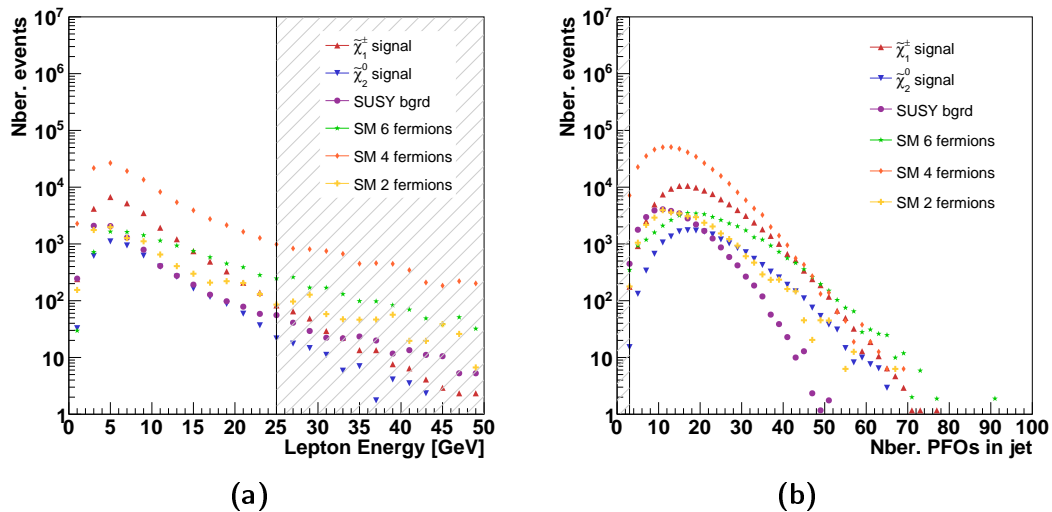 Nber. events
10^7
10^6
10^5
10^4
10^3
10^2
10
1
χ̃₁^± signal
χ̃₂^0 signal
SUSY bgrd
SM 6 fermions
SM 4 fermions
SM 2 fermions
0 5 10 15 20 25 30 35 40 45 50
Lepton Energy [GeV]
(a)
Nber. events
10^7
10^6
10^5
10^4
10^3
10^2
10
1
χ̃₁^± signal
χ̃₂^0 signal
SUSY bgrd
SM 6 fermions
SM 4 fermions
SM 2 fermions
0 10 20 30 40 50 60 70 80 90 100
Nber. PFOs in jet
(b)